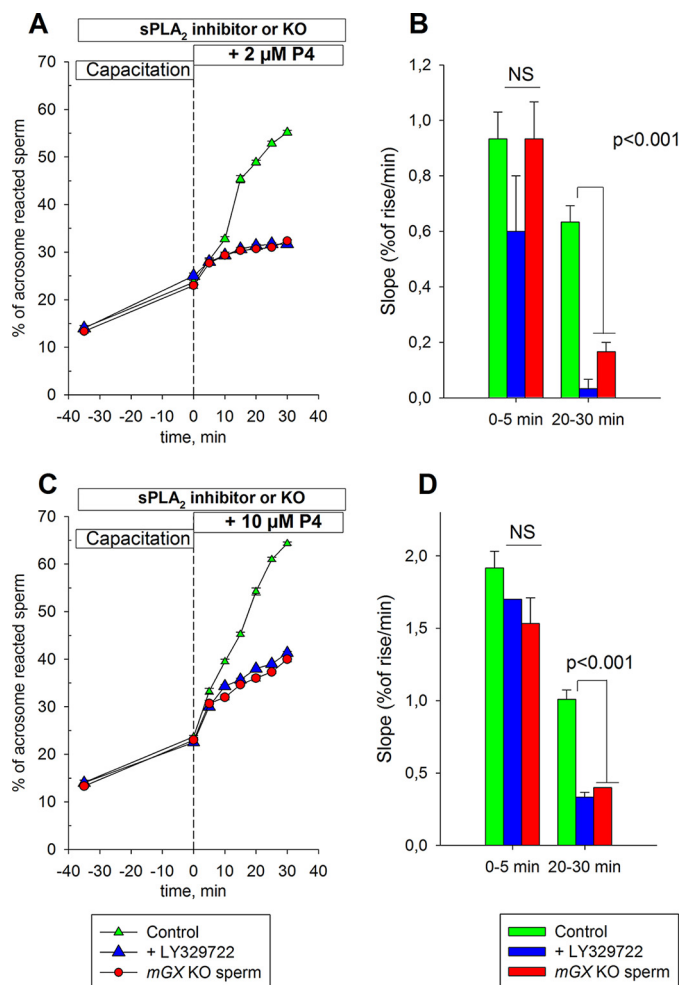 A
sPLA2 inhibitor or KO
+ 2 µM P4
Capacitation
70
60
50
40
30
20
10
0
% of acrosome reacted sperm
-40 -30 -20 -10 0 10 20 30 40
time, min
B
1,2
1,0
0,8
0,6
0,4
0,2
0,0
Slope (%of rise/min)
NS
p<0.001
0-5 min 20-30 min
C
sPLA2 inhibitor or KO
+ 10 µM P4
Capacitation
70
60
50
40
30
20
10
0
% of acrosome reacted sperm
-40 -30 -20 -10 0 10 20 30 40
time, min
D
2,0
1,5
1,0
0,5
0,0
Slope (%of rise/min)
NS
p<0.001
0-5 min 20-30 min
Control
+ LY329722
mGX KO sperm
Control
+ LY329722
mGX KO sperm